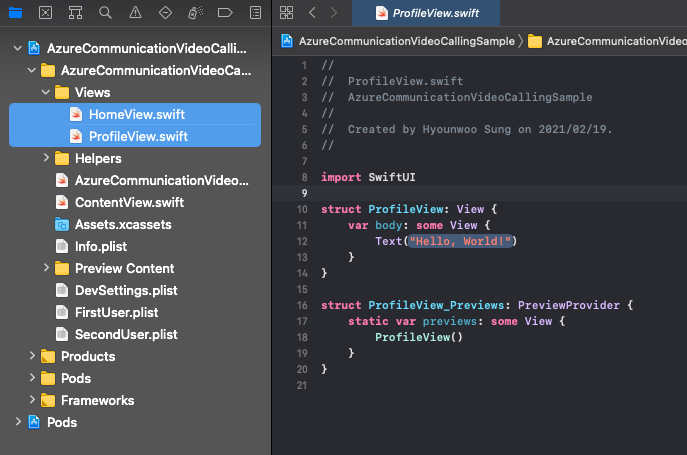 ProfileView.swift
AzureCommunicationVideoCalli...
AzureCommunicationVideoCallingSample
AzureCommunicationVideo
AzureCommunicationVideoCa...
Views
HomeView.swift
ProfileView.swift
Helpers
AzureCommunicationVideo...
ContentView.swift
Assets.xcassets
Info.plist
Preview Content
DevSettings.plist
FirstUser.plist
SecondUser.plist
Products
Pods
Frameworks
Pods
1 //
2 // ProfileView.swift
3 // AzureCommunicationVideoCallingSample
4 //
5 // Created by Hyounwoo Sung on 2021/02/19.
6 //
7
8 import SwiftUI
9
10 struct ProfileView: View {
11 var body: some View {
12 Text("Hello, World!")
13 }
14 }
15
16 struct ProfileView_Previews: PreviewProvider {
17 static var previews: some View {
18 ProfileView()
19 }
20 }
21